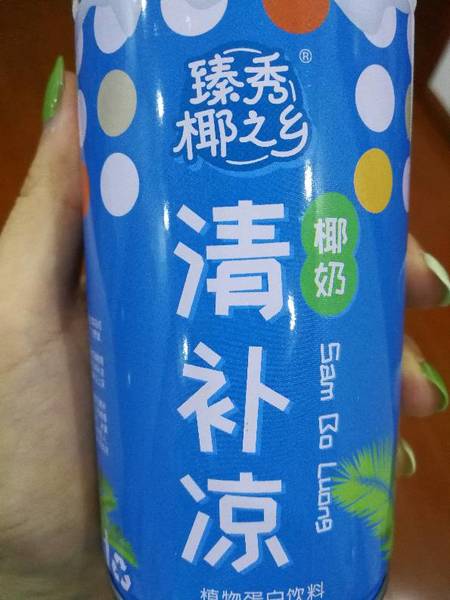 臻秀®
椰之乡
清补凉
椰奶
Sam Bo Luong
植物蛋白饮料